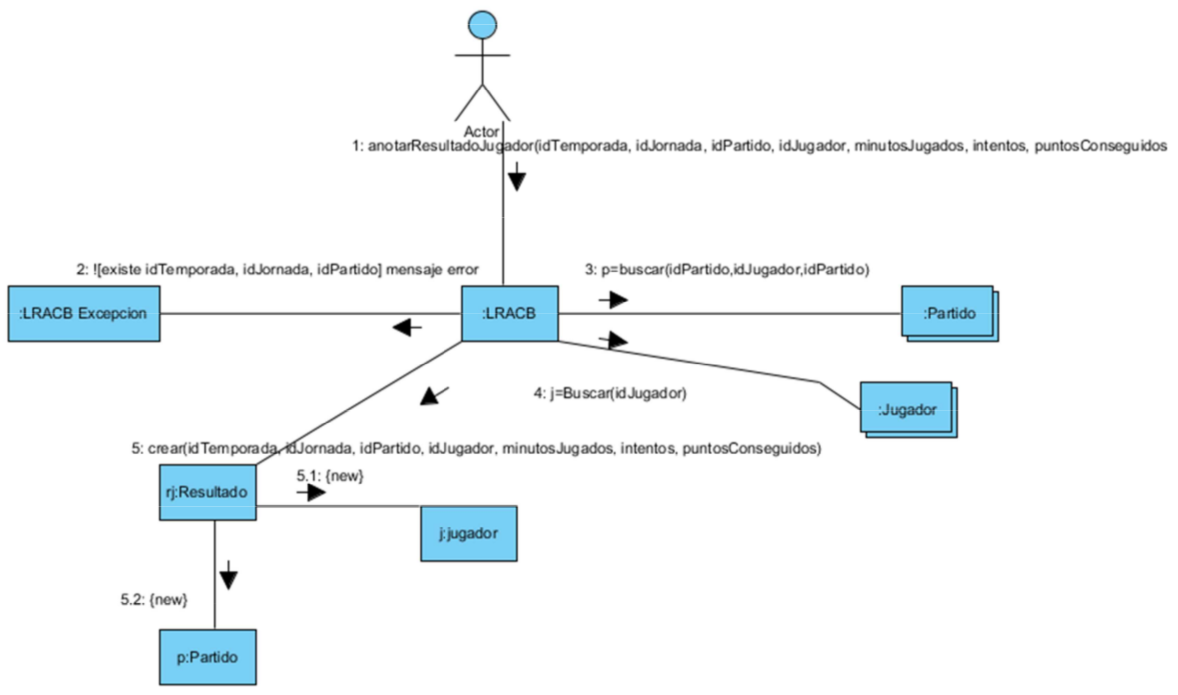 Actor
1: anotarResultadoJugador(idTemporada, idJornada, idPartido, idJugador, minutosJugados, intentos, puntosConseguidos
2: ![existe idTemporada, idJornada, idPartido] mensaje error
3: p=buscar(idPartido,idJugador,idPartido)
:LRACB Excepcion
:LRACB
:Partido
4: j=Buscar(idJugador)
:Jugador
5: crear(idTemporada, idJornada, idPartido, idJugador, minutosJugados, intentos, puntosConseguidos)
5.1: {new}
rj:Resultado
j:jugador
5.2: {new}
p:Partido